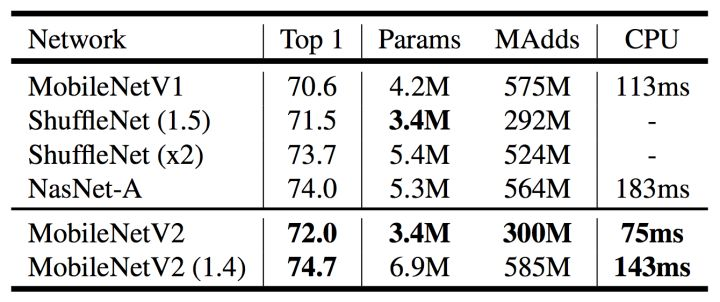 Network Top 1 Params MAdds CPU
MobileNetV1 70.6 4.2M 575M 113ms
ShuffleNet (1.5) 71.5 3.4M 292M -
ShuffleNet (x2) 73.7 5.4M 524M -
NasNet-A 74.0 5.3M 564M 183ms
MobileNetV2 72.0 3.4M 300M 75ms
MobileNetV2 (1.4) 74.7 6.9M 585M 143ms